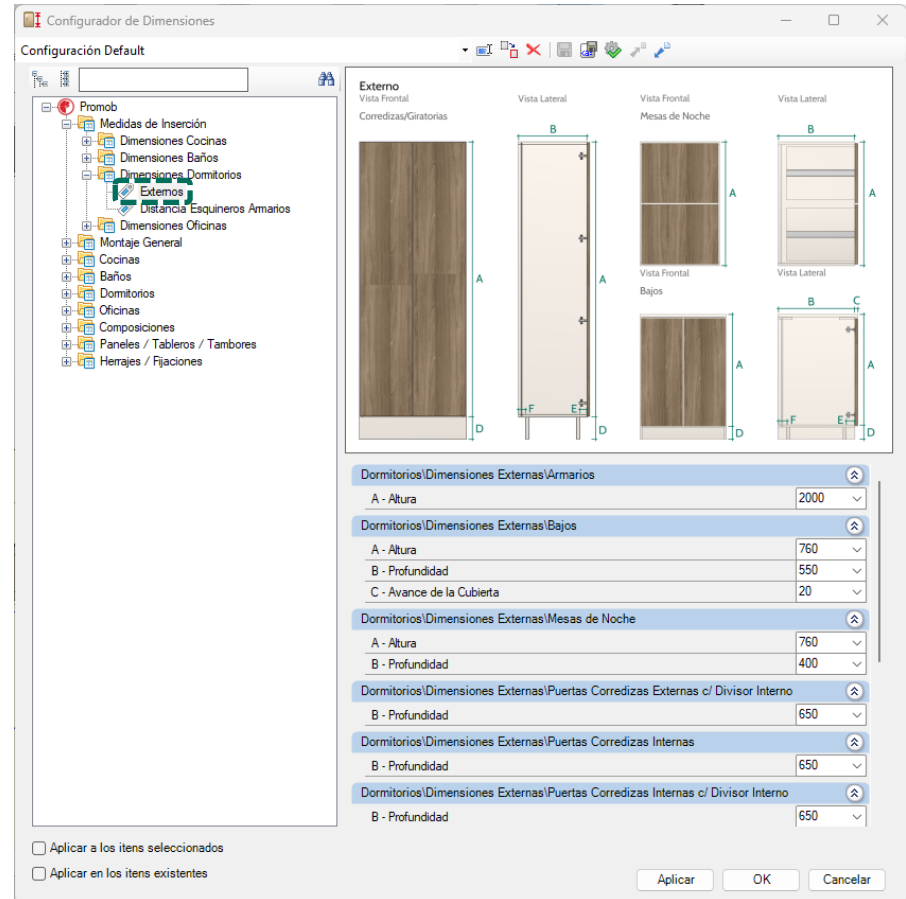 Configurador de Dimensiones
Configuración Default
Promob
Medidas de Inserción
Dimensiones Cocinas
Dimensiones Baños
Dimensiones Dormitorios
Externos
Distancia Esquineros Armarios
Dimensiones Oficinas
Montaje General
Cocinas
Baños
Dormitorios
Oficinas
Composiciones
Paneles / Tableros / Tambores
Herrajes / Fijaciones
Externo
Vista Frontal
Vista Lateral
Vista Frontal
Vista Lateral
Corredizas/Giratorias
Mesas de Noche
B
B
A
A
A
A
Vista Frontal
Vista Lateral
Bajos
B
C
A
A
F
E
F
E
D
D
D
D
Dormitorios\Dimensiones Externas\Armarios
A - Altura 2000
Dormitorios\Dimensiones Externas\Bajos
A - Altura 760
B - Profundidad 550
C - Avance de la Cubierta 20
Dormitorios\Dimensiones Externas\Mesas de Noche
A - Altura 760
B - Profundidad 400
Dormitorios\Dimensiones Externas\Puertas Corredizas Externas c/ Divisor Interno
B - Profundidad 650
Dormitorios\Dimensiones Externas\Puertas Corredizas Internas
B - Profundidad 650
Dormitorios\Dimensiones Externas\Puertas Corredizas Internas c/ Divisor Interno
B - Profundidad 650
Aplicar a los itens seleccionados
Aplicar en los itens existentes
Aplicar
OK
Cancelar